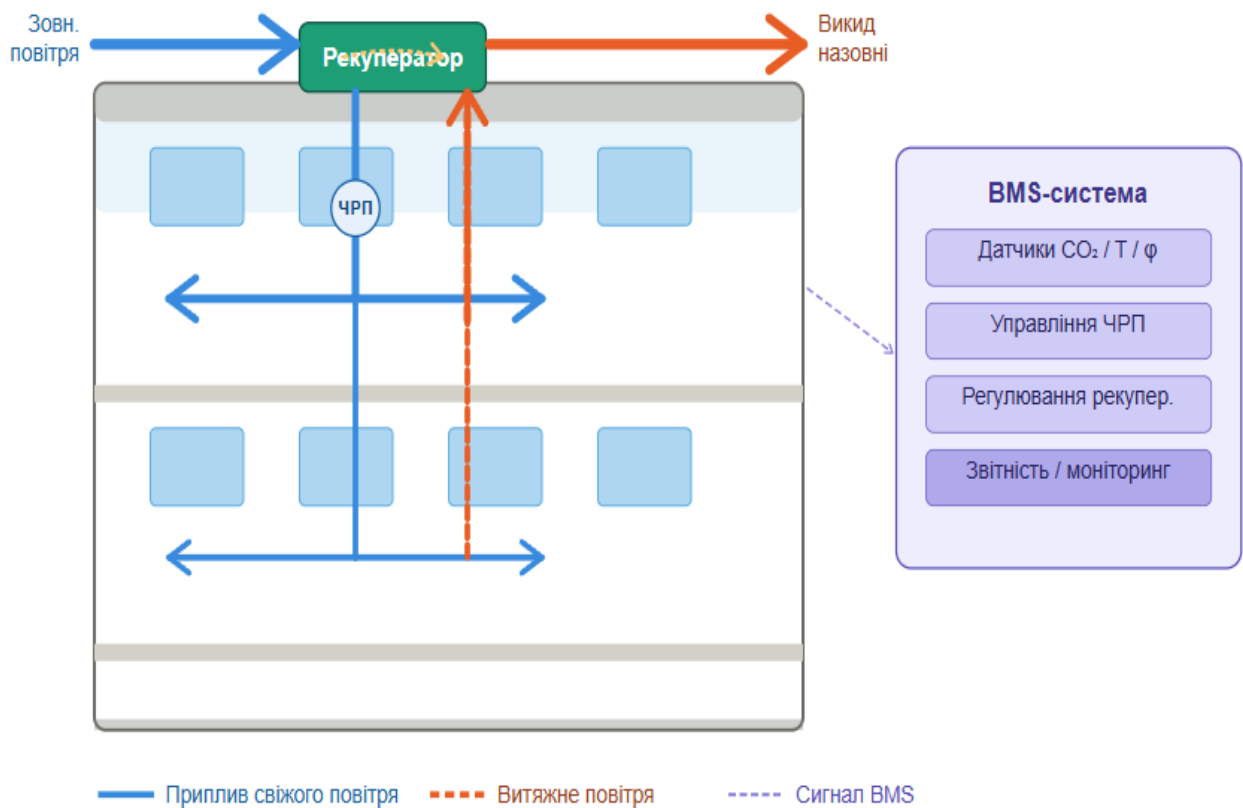 Зовн.
повітря
Рекуператор
Викид
назовні
ЧРП
BMS-система
Датчики CO₂ / T / φ
Управління ЧРП
Регулювання рекупер.
Звітність / моніторинг
Приплив свіжого повітря
Витяжне повітря
Сигнал BMS